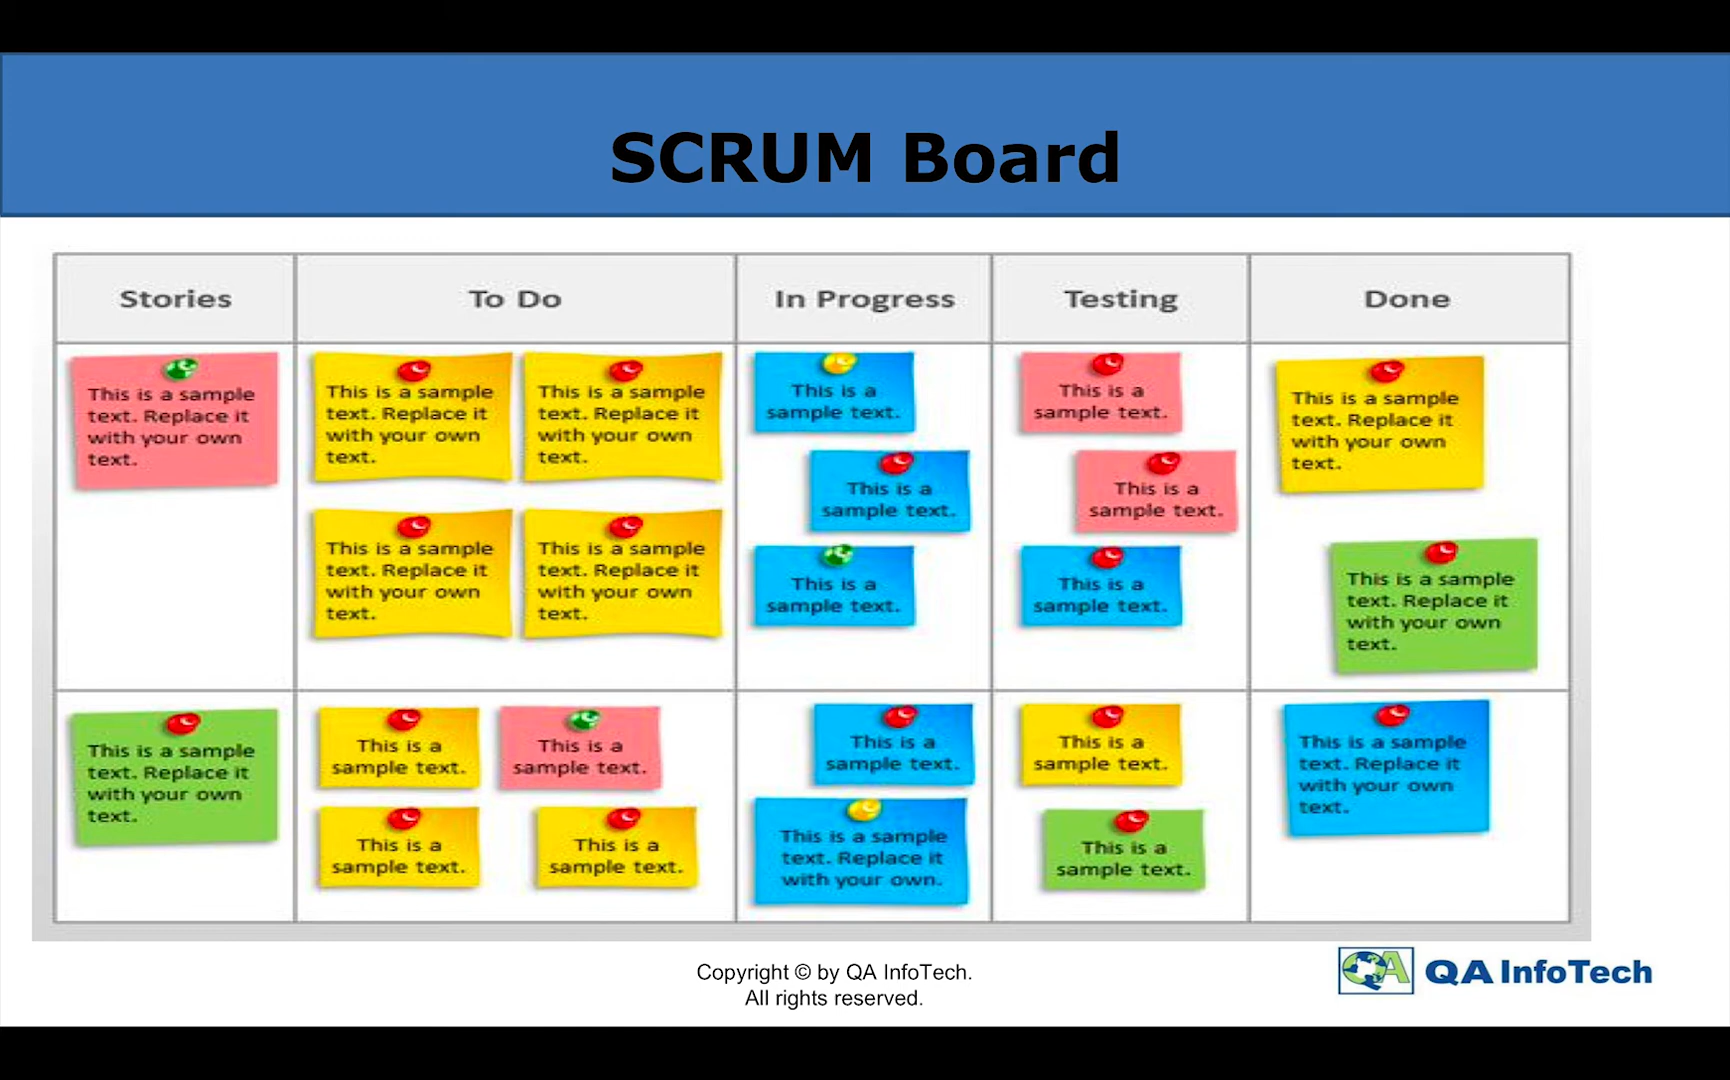 SCRUM Board
Stories
To Do
In Progress
Testing
Done
This is a sample
text. Replace it
with your own
text.
This is a sample
text. Replace it
with your own
text.
This is a sample
text. Replace it
with your own
text.
This is a sample
text. Replace it
with your own
text.
This is a sample
text. Replace it
with your own
text.
This is a
sample text.
This is a
sample text.
This is a
sample text.
This is a
sample text.
This is a
sample text.
This is a
sample text.
This is a sample
text. Replace it
with your own
text.
This is a sample
text. Replace it
with your own
text.
This is a sample
text. Replace it
with your own
text.
This is a
sample text.
This is a
sample text.
This is a
sample text.
This is a
sample text.
This is a
sample text.
This is a sample
text. Replace it
with your own.
This is a
sample text.
This is a
sample text.
This is a sample
text. Replace it
with your own
text.
Copyright © by QA InfoTech.
All rights reserved.
QA
QA InfoTech